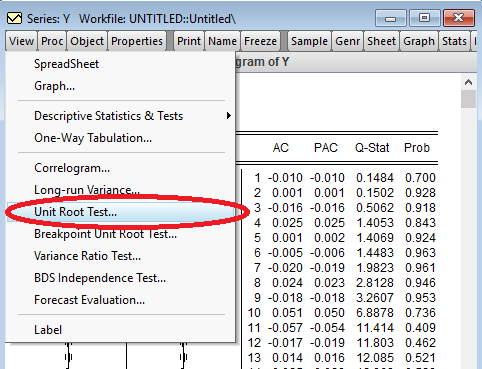 Series: Y Workfile: UNTITLED::Untitled\
View Proc Object Properties Print Name Freeze Sample Genr Sheet Graph Stats
gram of Y
SpreadSheet
Graph...
Descriptive Statistics & Tests
One-Way Tabulation...
Correlogram...
Long-run Variance...
Unit Root Test...
Breakpoint Unit Root Test...
Variance Ratio Test...
BDS Independence Test...
Forecast Evaluation...
Label
AC PAC Q-Stat Prob
1 -0.010 -0.010 0.1484 0.700
2 0.001 0.001 0.1502 0.928
3 -0.016 -0.016 0.5062 0.918
4 0.025 0.025 1.4053 0.843
5 0.001 0.002 1.4069 0.924
6 -0.005 -0.006 1.4483 0.963
7 -0.020 -0.019 1.9823 0.961
8 0.024 0.023 2.8128 0.946
9 -0.018 -0.018 3.2607 0.953
10 0.051 0.050 6.8878 0.736
11 -0.057 -0.054 11.414 0.409
12 -0.017 -0.019 11.803 0.462
13 0.014 0.016 12.085 0.521